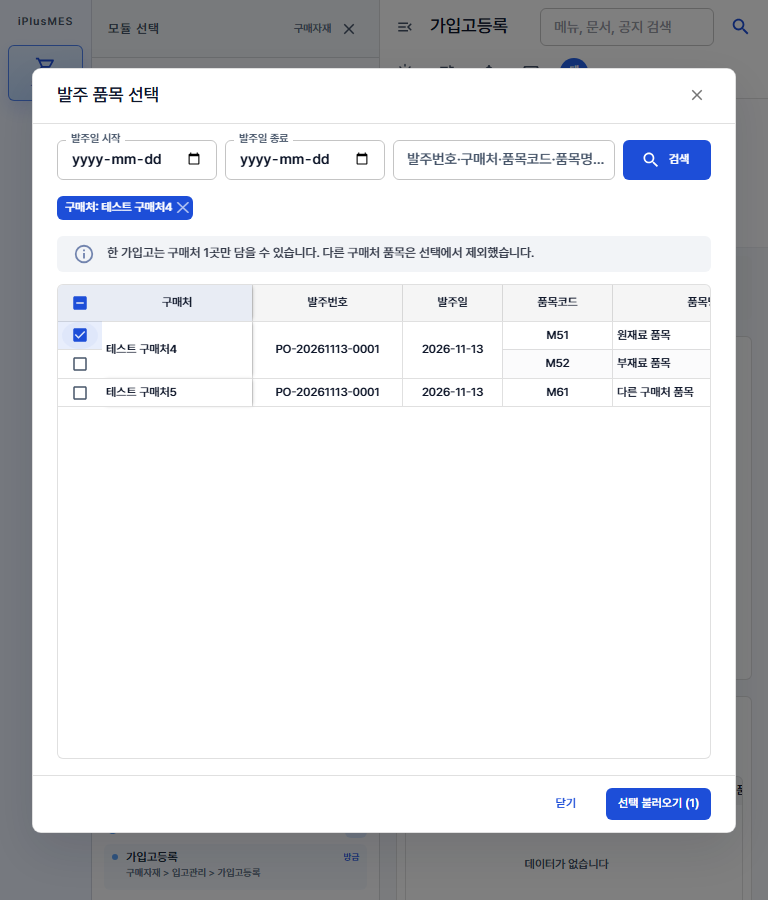 iPlusMES
모듈 선택
구매자재
가입고등록
메뉴, 문서, 공지 검색
발주 품목 선택
발주일 시작
발주일 종료
yyyy-mm-dd
yyyy-mm-dd
발주번호·구매처·품목코드·품목명...
검색
구매처: 테스트 구매처4
한 가입고는 구매처 1곳만 담을 수 있습니다. 다른 구매처 품목은 선택에서 제외했습니다.
구매처 발주번호 발주일 품목코드
테스트 구매처4 PO-20261113-0001 2026-11-13 M51 원재료 품목
M52 부재료 품목
테스트 구매처5 PO-20261113-0001 2026-11-13 M61 다른 구매처 품목
닫기
선택 불러오기 (1)
가입고등록
방금
구매자재 > 입고관리 > 가입고등록
데이터가 없습니다